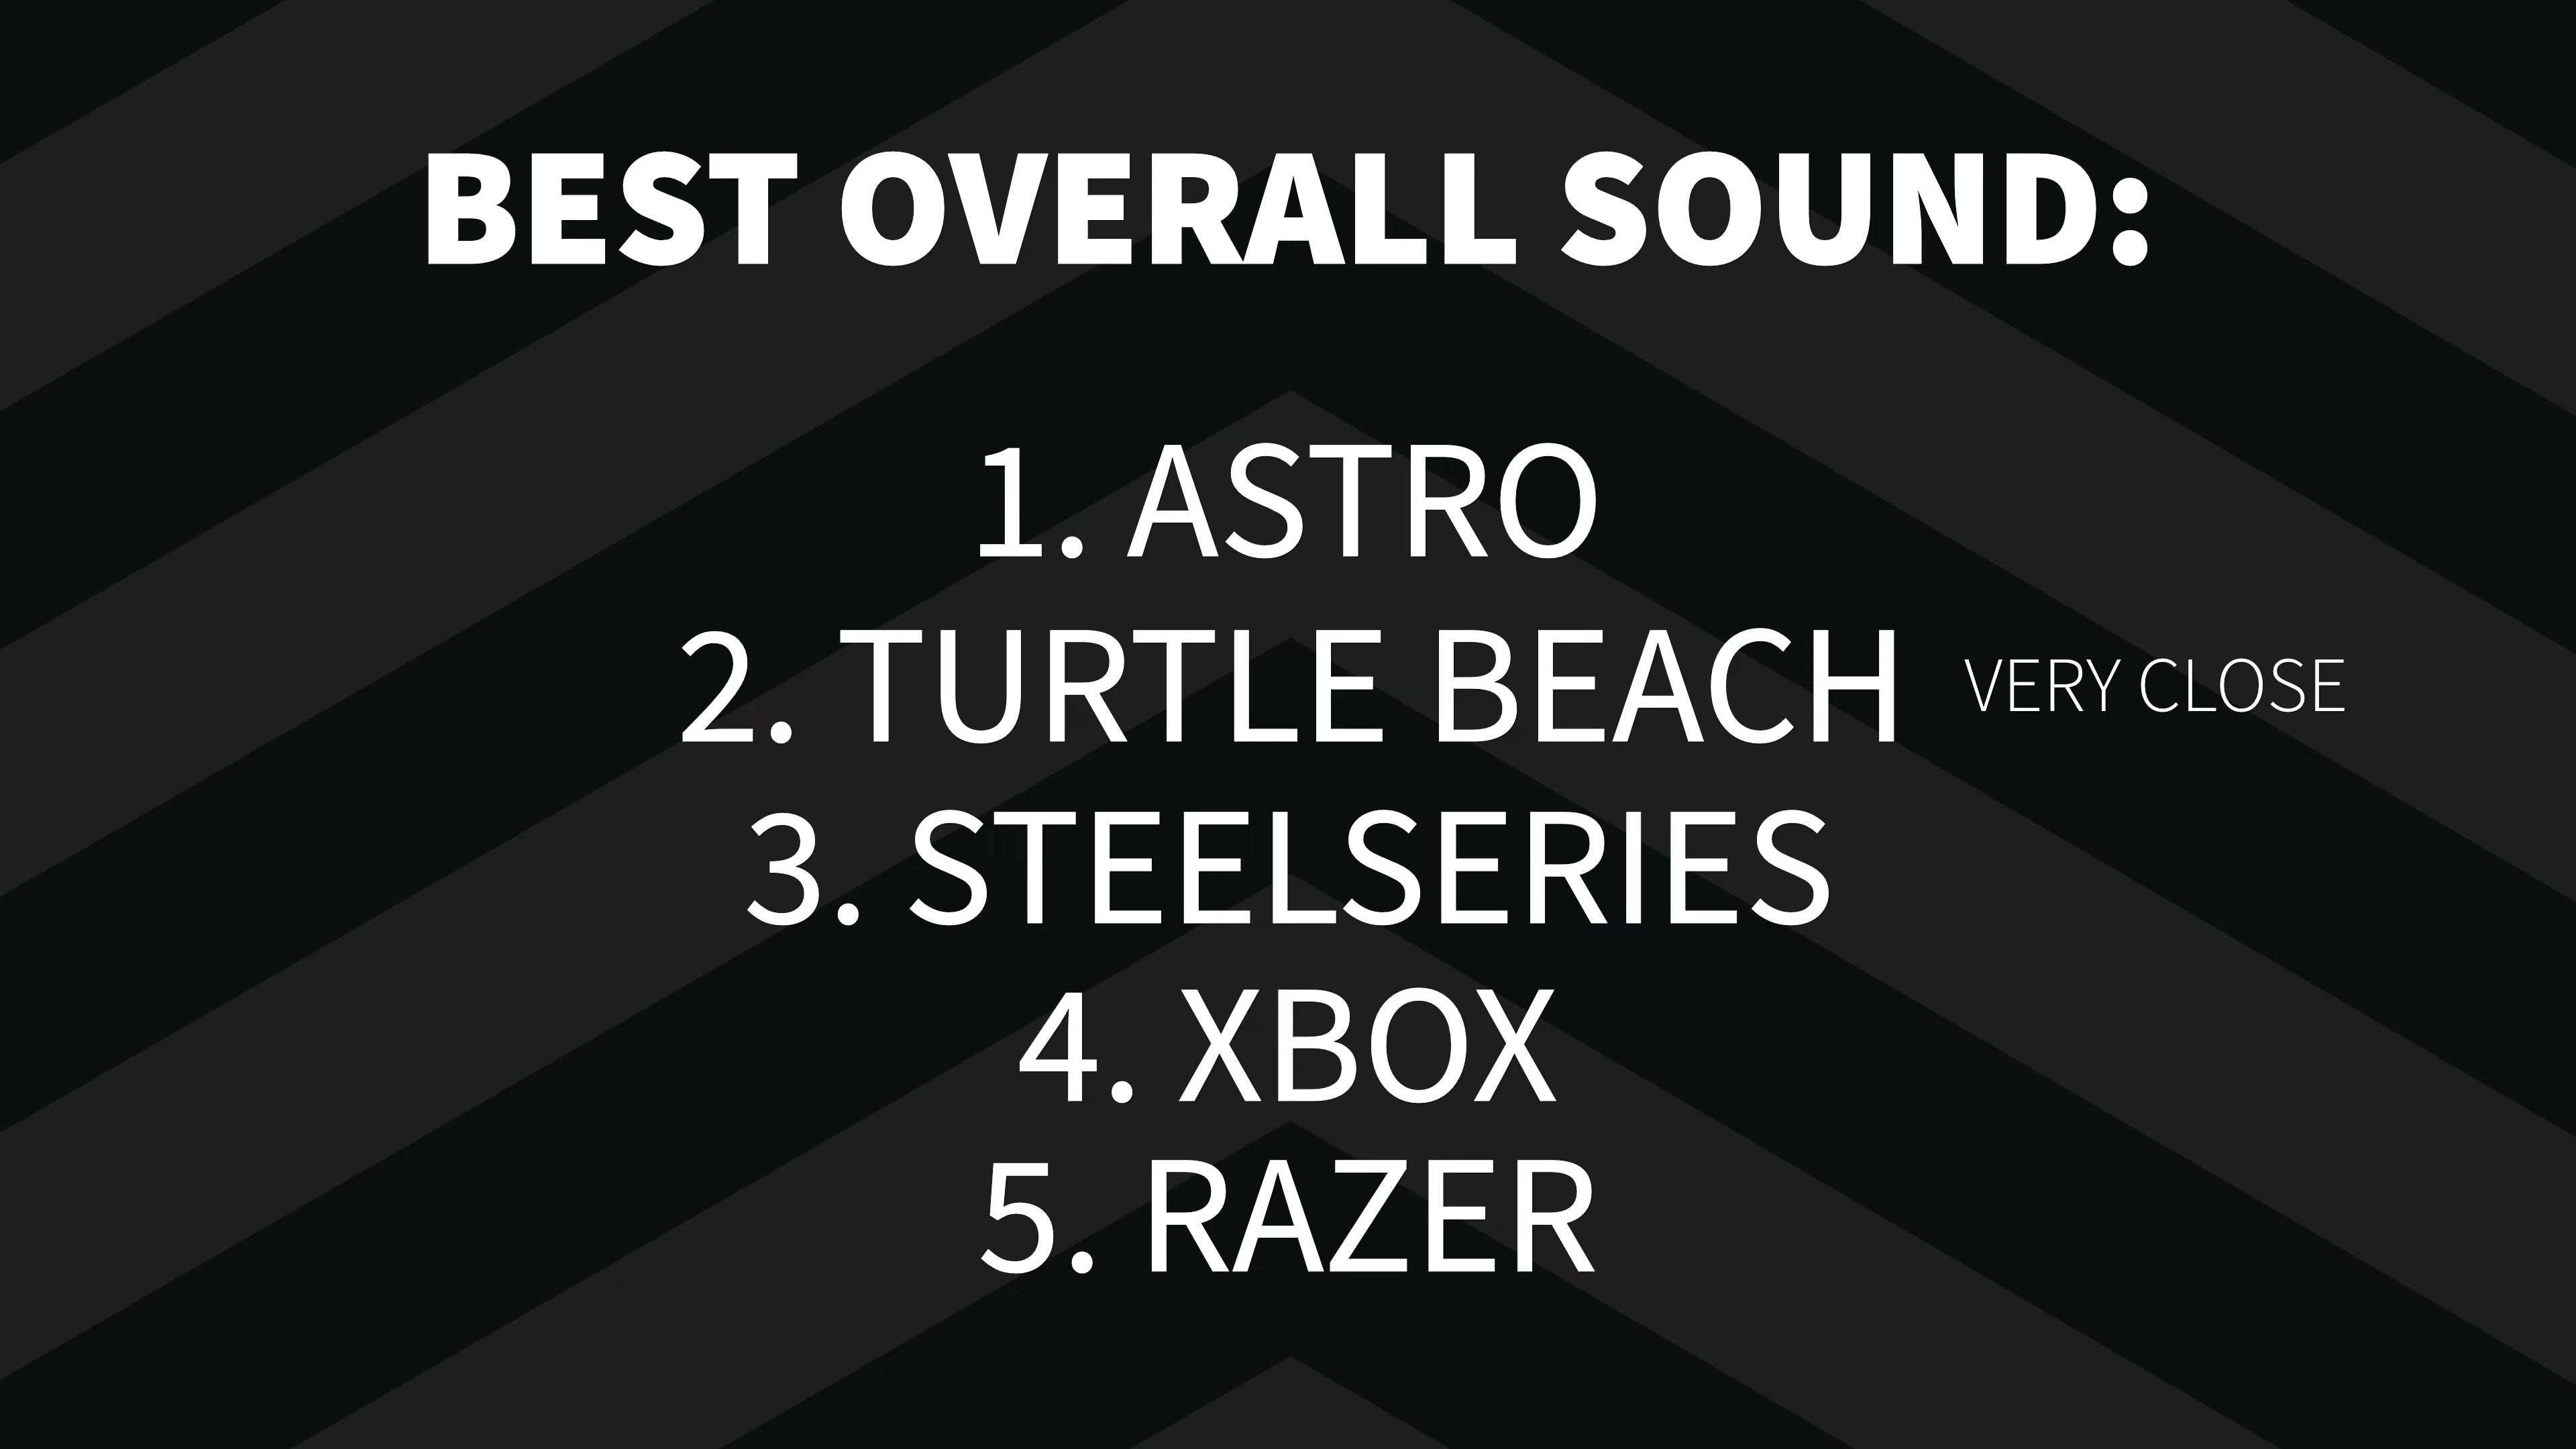 BEST OVERALL SOUND:
1. ASTRO
2. TURTLE BEACH VERY CLOSE
3. STEELSERIES
4. XBOX
5. RAZER